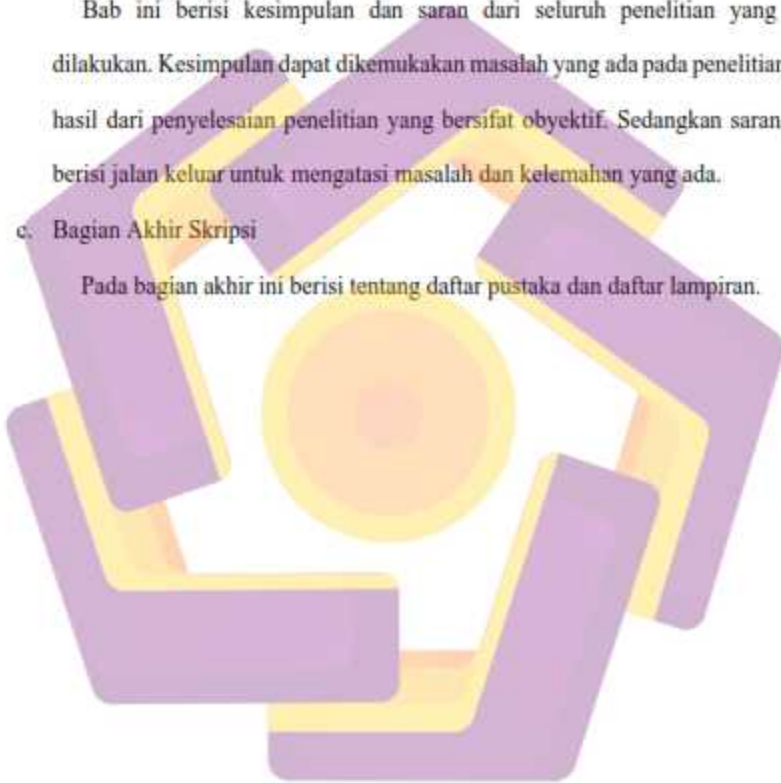 Bab ini berisi kesimpulan dan saran dari seluruh penelitian yang
dilakukan. Kesimpulan dapat dikemukakan masalah yang ada pada penelitian
hasil dari penyelesaian penelitian yang bersifat obyektif. Sedangkan saran
berisi jalan keluar untuk mengatasi masalah dan kelemahan yang ada.
c. Bagian Akhir Skripsi
Pada bagian akhir ini berisi tentang daftar pustaka dan daftar lampiran.